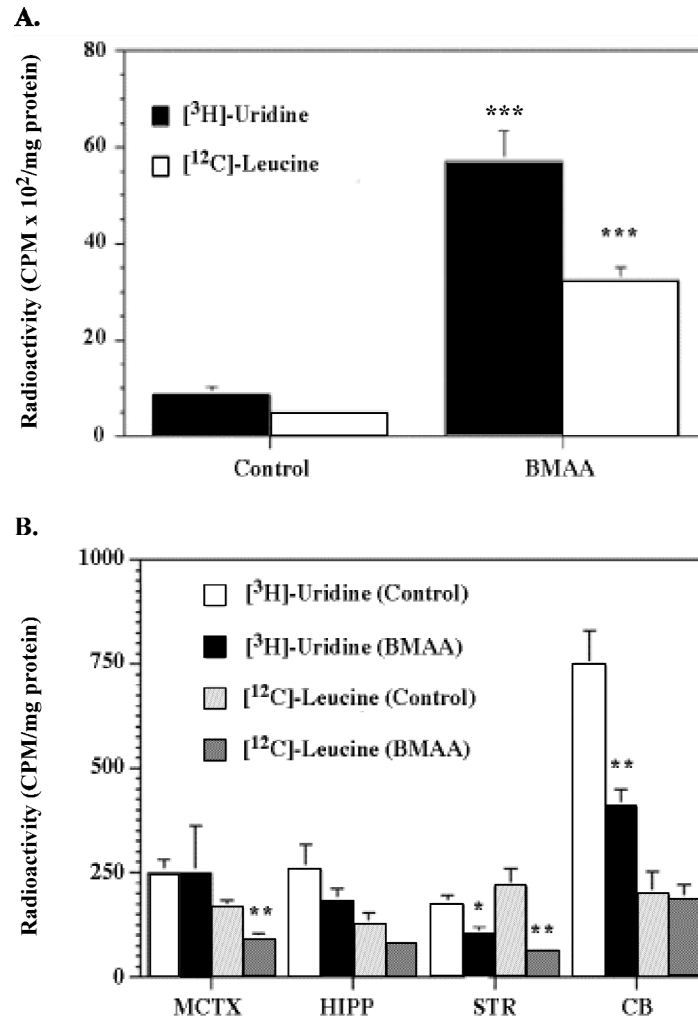 A.
Radioactivity (CPM x 10²/mg protein)
80
60
40
20
0
[³H]-Uridine
[¹²C]-Leucine
***
***
Control
BMAA
B.
Radioactivity (CPM/mg protein)
1000
750
500
250
0
[³H]-Uridine (Control)
[³H]-Uridine (BMAA)
[¹²C]-Leucine (Control)
[¹²C]-Leucine (BMAA)
**
*
**
**
MCTX
HIPP
STR
CB